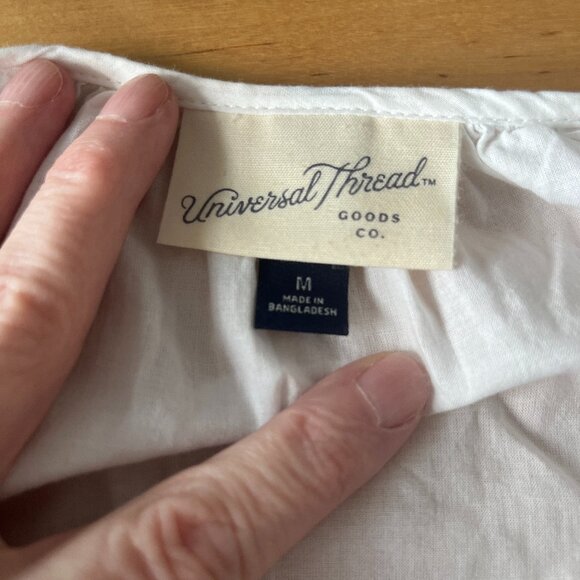 Universal Thread™
GOODS
CO.
M
MADE IN
BANGLADESH